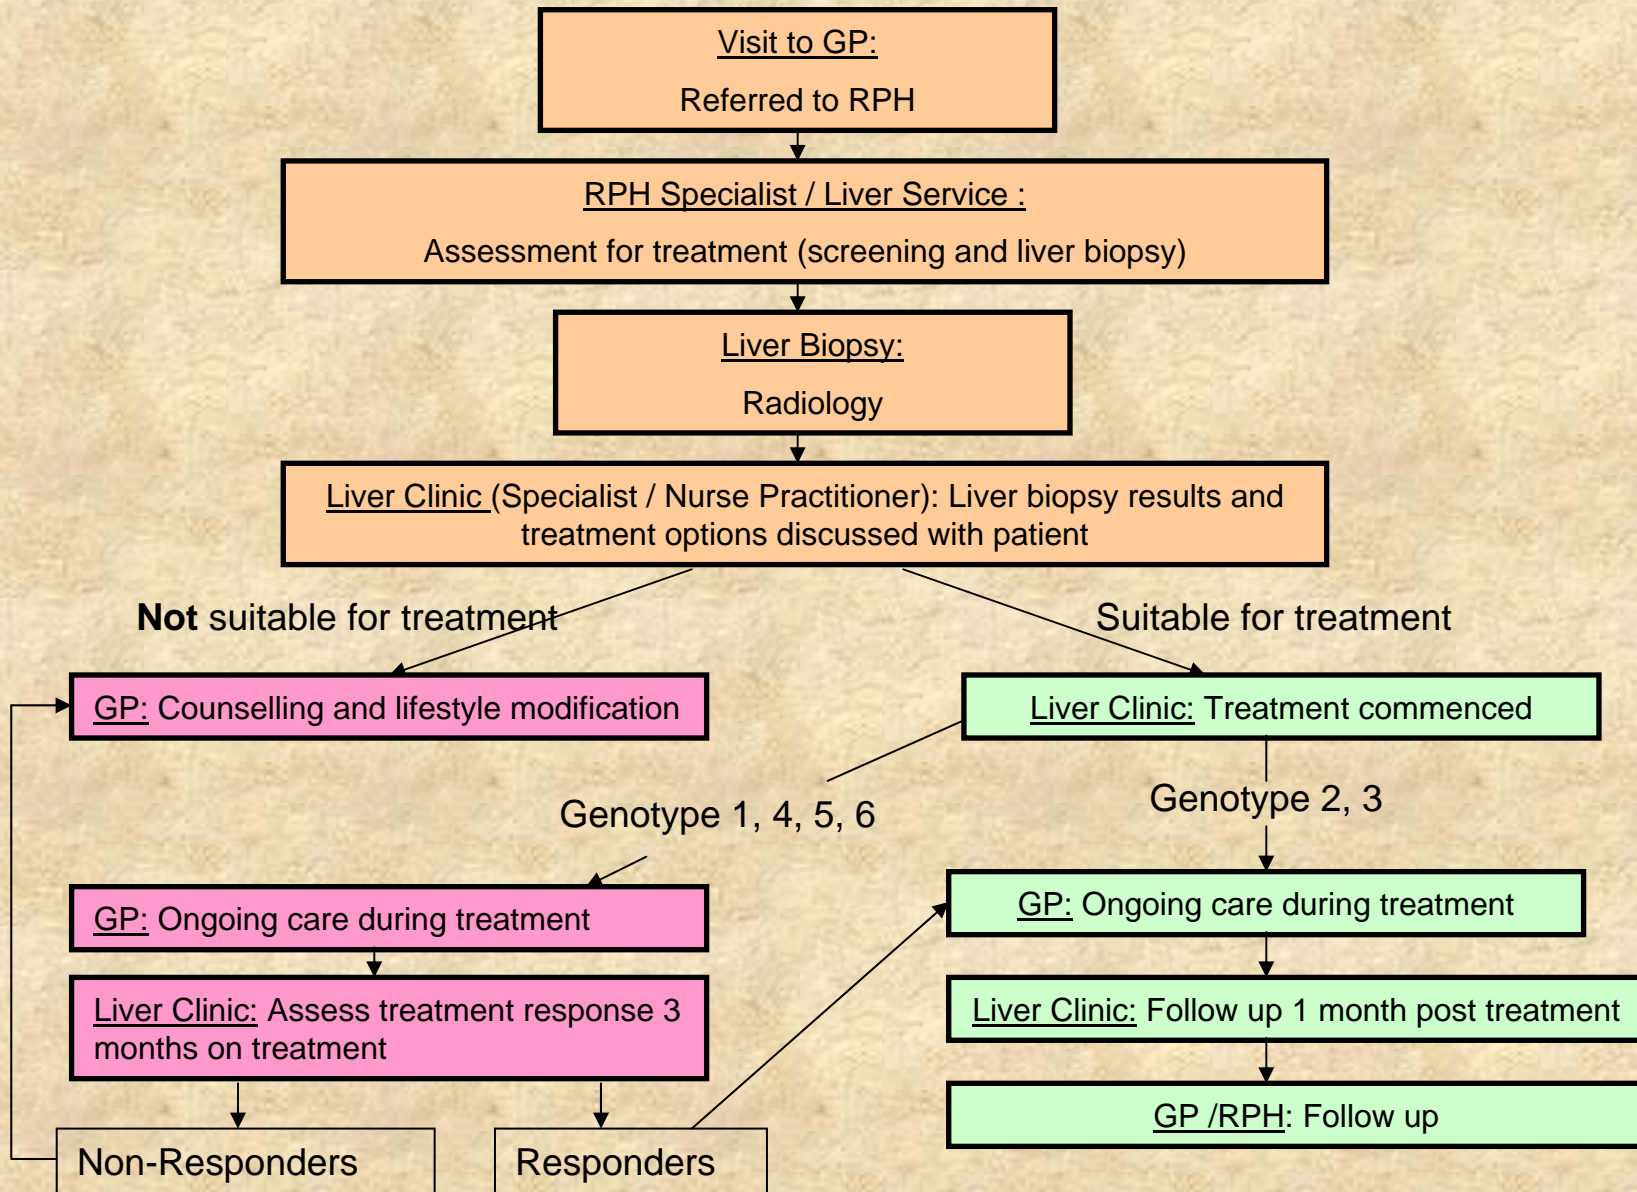 Visit to GP:
Referred to RPH
RPH Specialist / Liver Service :
Assessment for treatment (screening and liver biopsy)
Liver Biopsy:
Radiology
Liver Clinic (Specialist / Nurse Practitioner): Liver biopsy results and
treatment options discussed with patient
Not suitable for treatment
Suitable for treatment
GP: Counselling and lifestyle modification
Liver Clinic: Treatment commenced
Genotype 1, 4, 5, 6
Genotype 2, 3
GP: Ongoing care during treatment
GP: Ongoing care during treatment
Liver Clinic: Assess treatment response 3
months on treatment
Liver Clinic: Follow up 1 month post treatment
GP /RPH: Follow up
Non-Responders
Responders